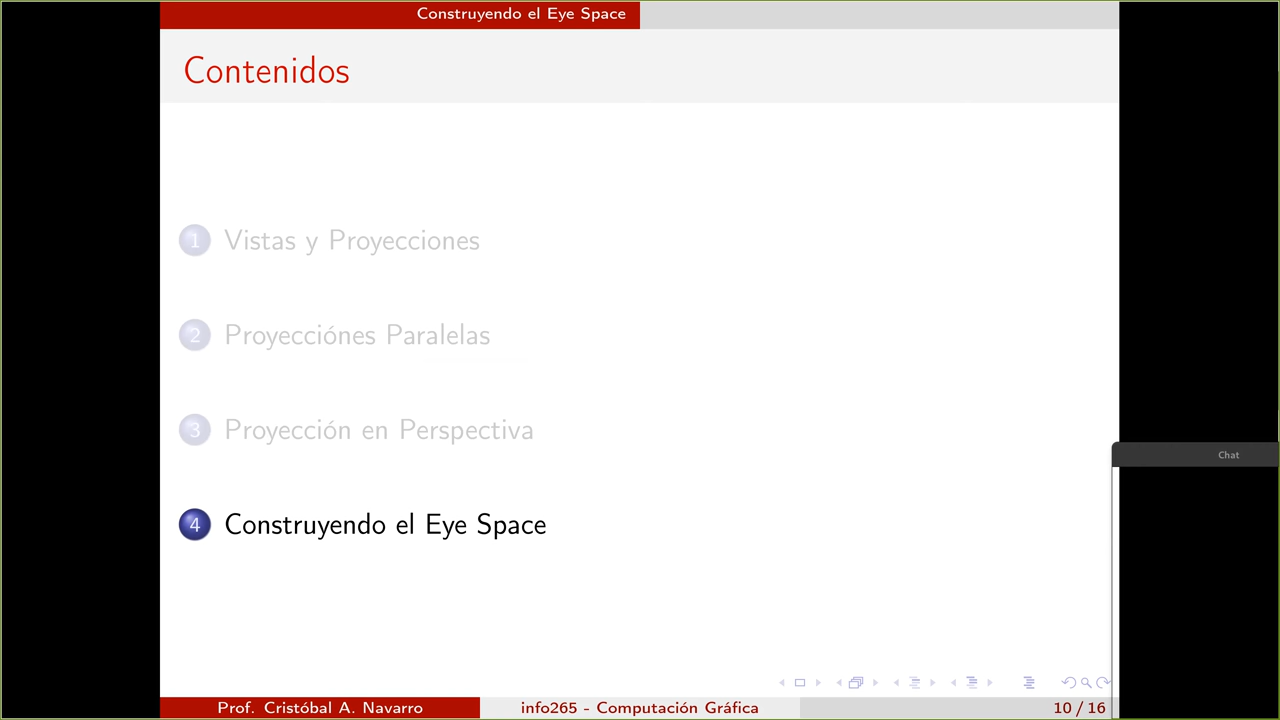 Construyendo el Eye Space
Contenidos
1 Vistas y Proyecciones
2 Proyecciónes Paralelas
3 Proyección en Perspectiva
4 Construyendo el Eye Space
Chat
Prof. Cristóbal A. Navarro
info265 - Computación Gráfica
10 / 16